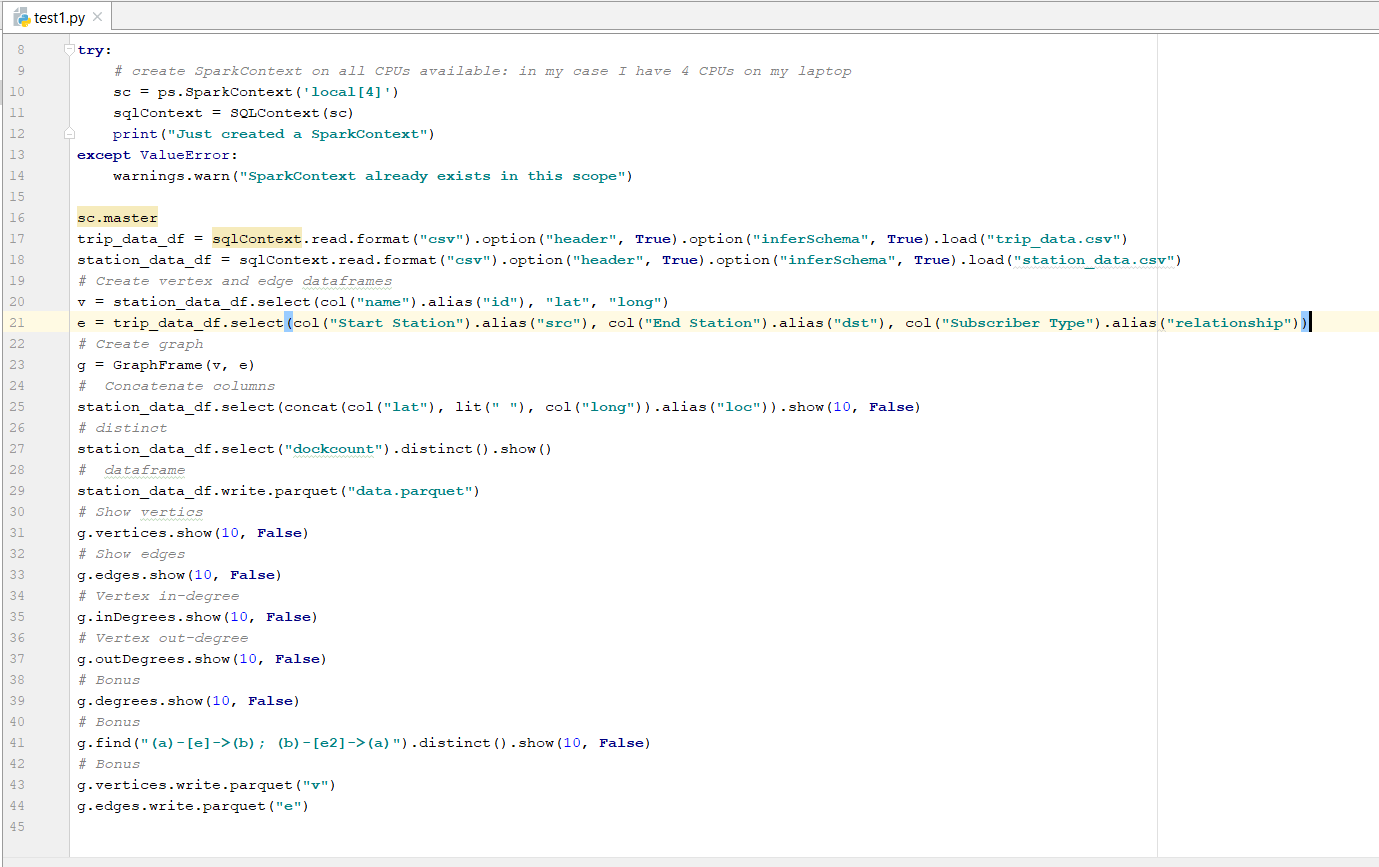 test1.py
8 try:
9 # create SparkContext on all CPUs available: in my case I have 4 CPUs on my laptop
10 sc = ps.SparkContext('local[4]')
11 sqlContext = SQLContext(sc)
12 print("Just created a SparkContext")
13 except ValueError:
14 warnings.warn("SparkContext already exists in this scope")
15
16 sc.master
17 trip_data_df = sqlContext.read.format("csv").option("header", True).option("inferSchema", True).load("trip_data.csv")
18 station_data_df = sqlContext.read.format("csv").option("header", True).option("inferSchema", True).load("station_data.csv")
19 # Create vertex and edge dataframes
20 v = station_data_df.select(col("name").alias("id"), "lat", "long")
21 e = trip_data_df.select(col("Start Station").alias("src"), col("End Station").alias("dst"), col("Subscriber Type").alias("relationship"))
22 # Create graph
23 g = GraphFrame(v, e)
24 #  Concatenate columns
25 station_data_df.select(concat(col("lat"), lit(" "), col("long")).alias("loc")).show(10, False)
26 # distinct
27 station_data_df.select("dockcount").distinct().show()
28 #  dataframe
29 station_data_df.write.parquet("data.parquet")
30 # Show vertics
31 g.vertices.show(10, False)
32 # Show edges
33 g.edges.show(10, False)
34 # Vertex in-degree
35 g.inDegrees.show(10, False)
36 # Vertex out-degree
37 g.outDegrees.show(10, False)
38 # Bonus
39 g.degrees.show(10, False)
40 # Bonus
41 g.find("(a)-[e]->(b); (b)-[e2]->(a)").distinct().show(10, False)
42 # Bonus
43 g.vertices.write.parquet("v")
44 g.edges.write.parquet("e")
45